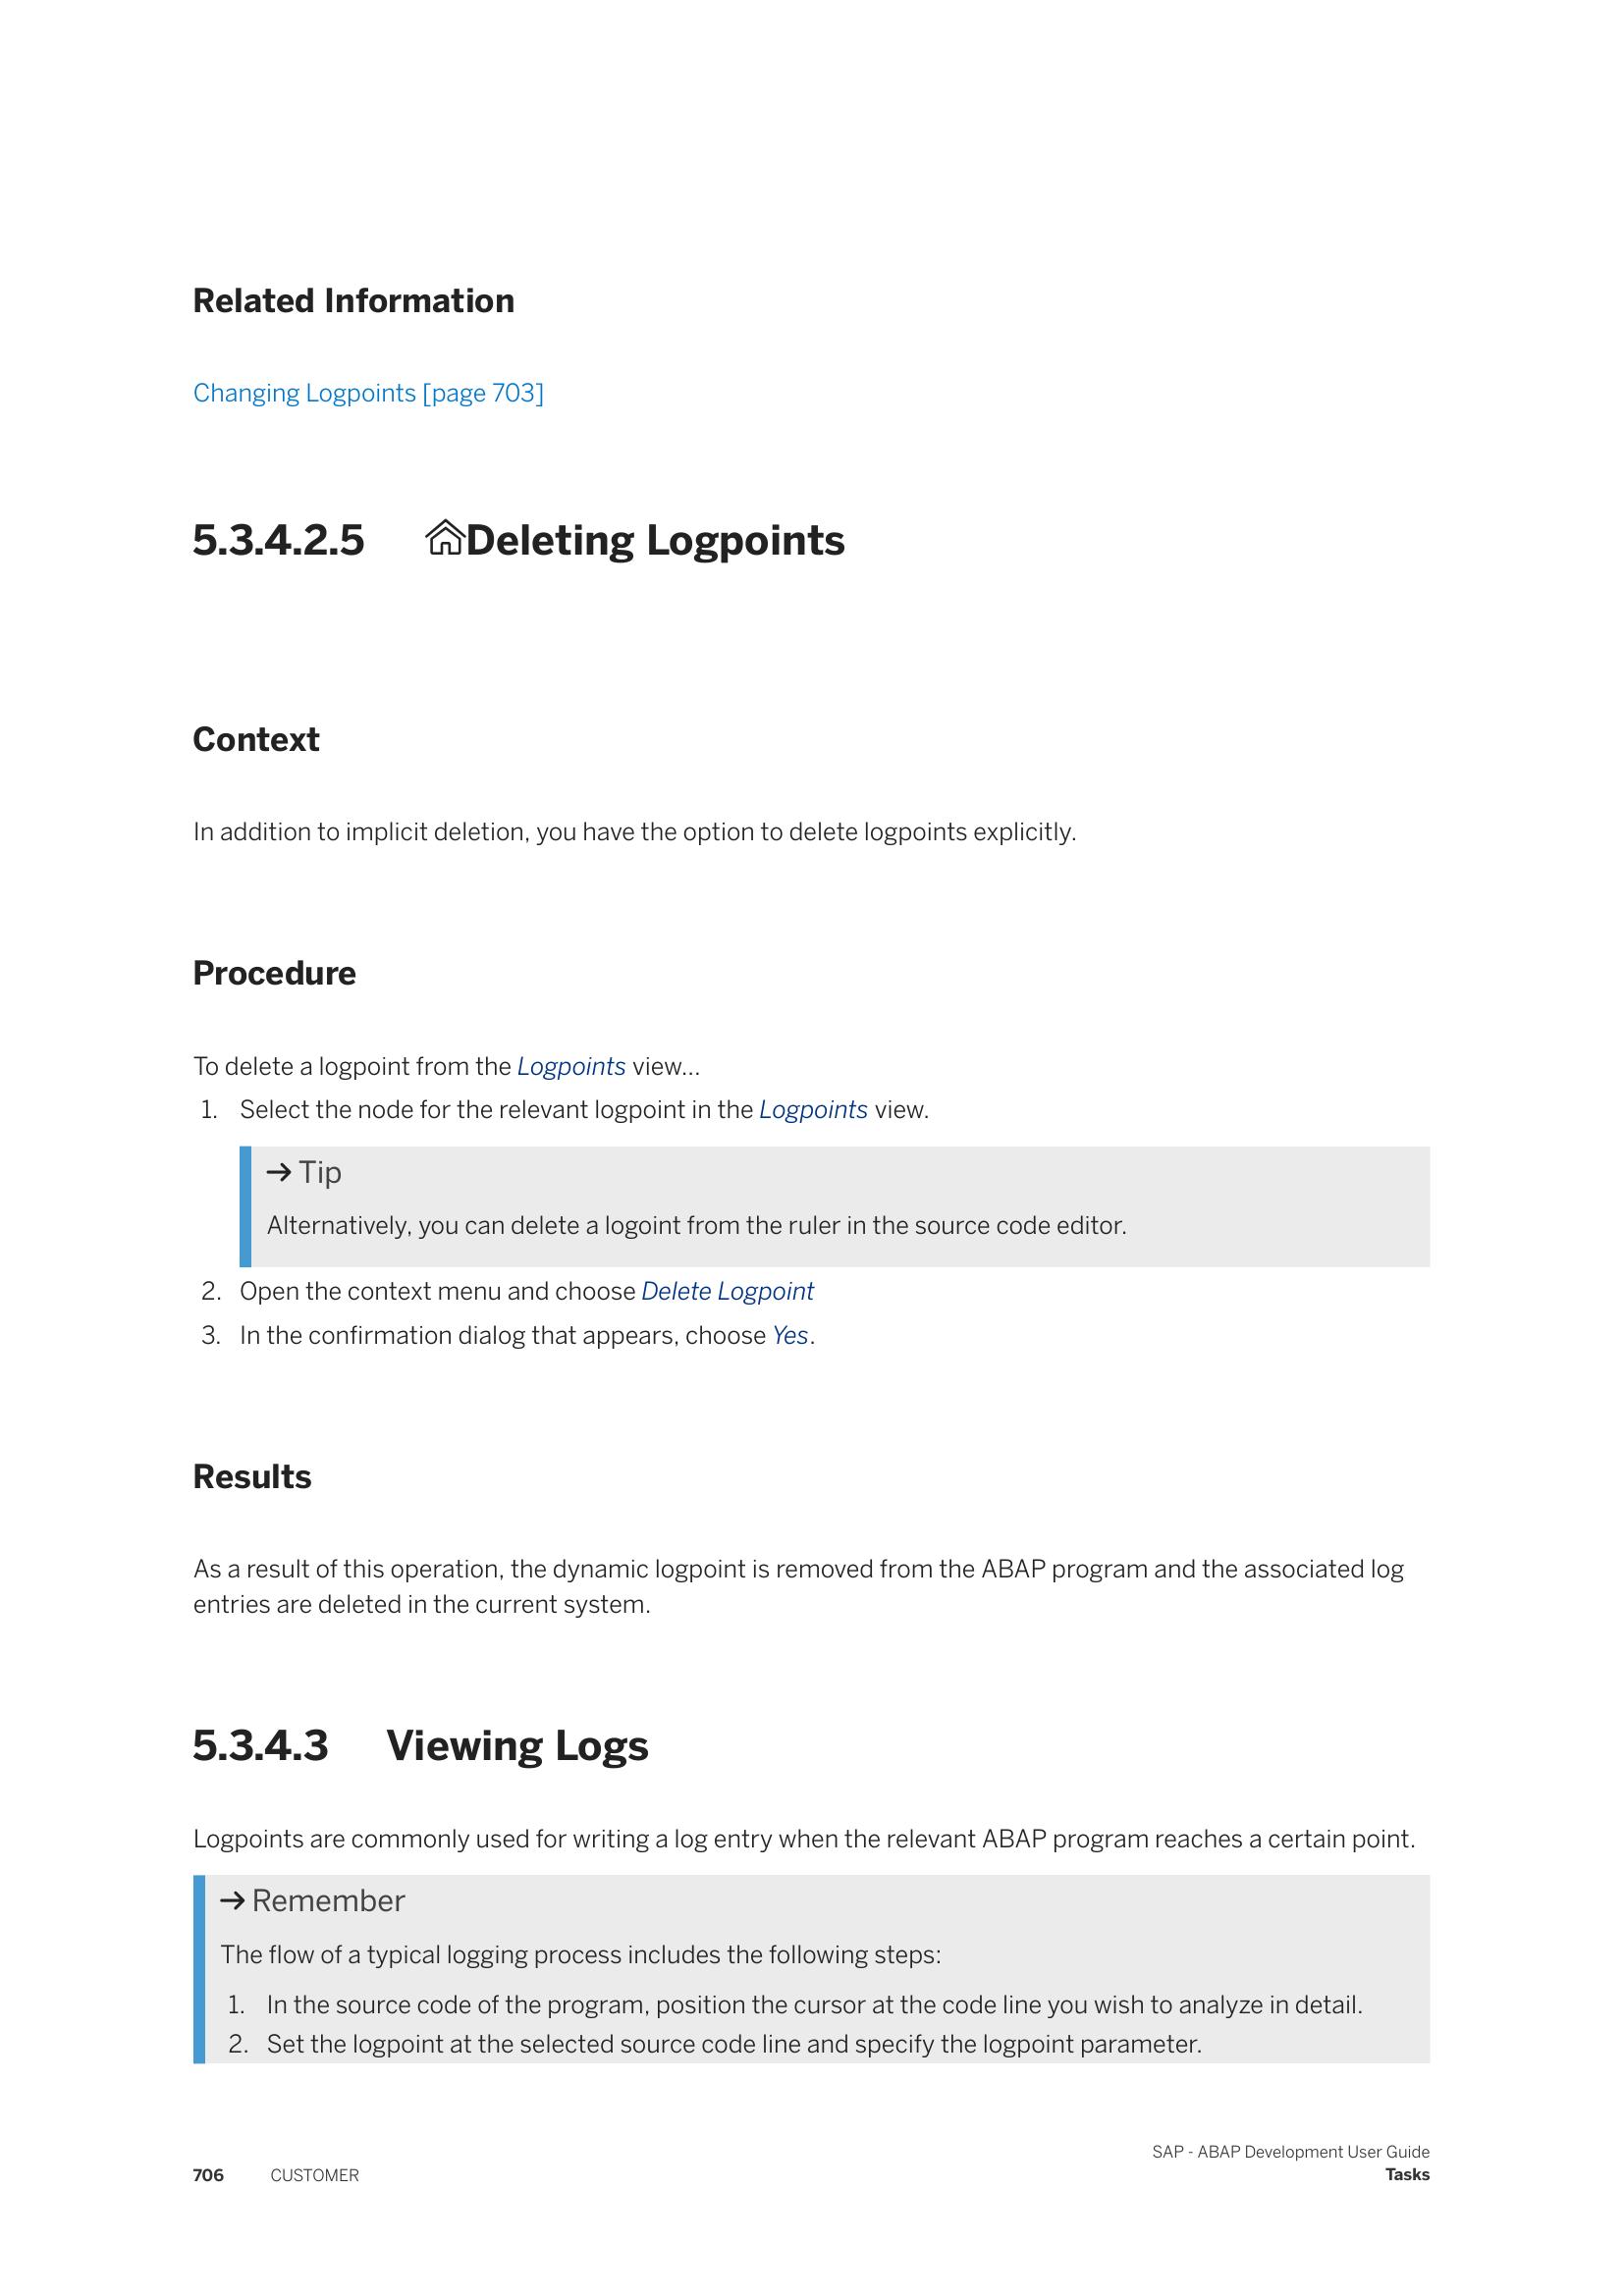 Related Information
Changing Logpoints [page 703]
5.3.4.2.5 Deleting Logpoints
Context
In addition to implicit deletion, you have the option to delete logpoints explicitly.
Procedure
To delete a logpoint from the Logpoints view...
1. Select the node for the relevant logpoint in the Logpoints view.
→ Tip
Alternatively, you can delete a logoint from the ruler in the source code editor.
2. Open the context menu and choose Delete Logpoint
3. In the confirmation dialog that appears, choose Yes.
Results
As a result of this operation, the dynamic logpoint is removed from the ABAP program and the associated log
entries are deleted in the current system.
5.3.4.3 Viewing Logs
Logpoints are commonly used for writing a log entry when the relevant ABAP program reaches a certain point.
→ Remember
The flow of a typical logging process includes the following steps:
1. In the source code of the program, position the cursor at the code line you wish to analyze in detail.
2. Set the logpoint at the selected source code line and specify the logpoint parameter.
SAP - ABAP Development User Guide
706 CUSTOMER Tasks